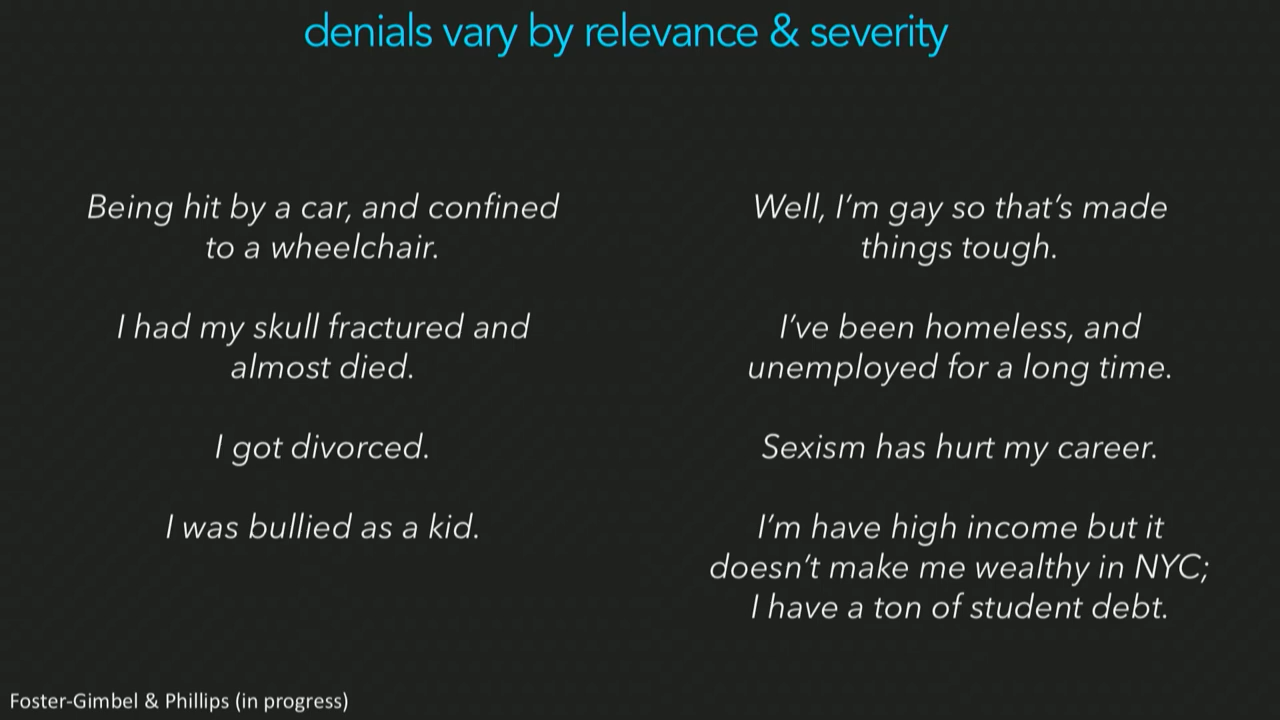 denials vary by relevance & severity
Being hit by a car, and confined
to a wheelchair.
I had my skull fractured and
almost died.
I got divorced.
I was bullied as a kid.
Well, I’m gay so that’s made
things tough.
I’ve been homeless, and
unemployed for a long time.
Sexism has hurt my career.
I’m have high income but it
doesn’t make me wealthy in NYC;
I have a ton of student debt.
Foster-Gimbel & Phillips (in progress)